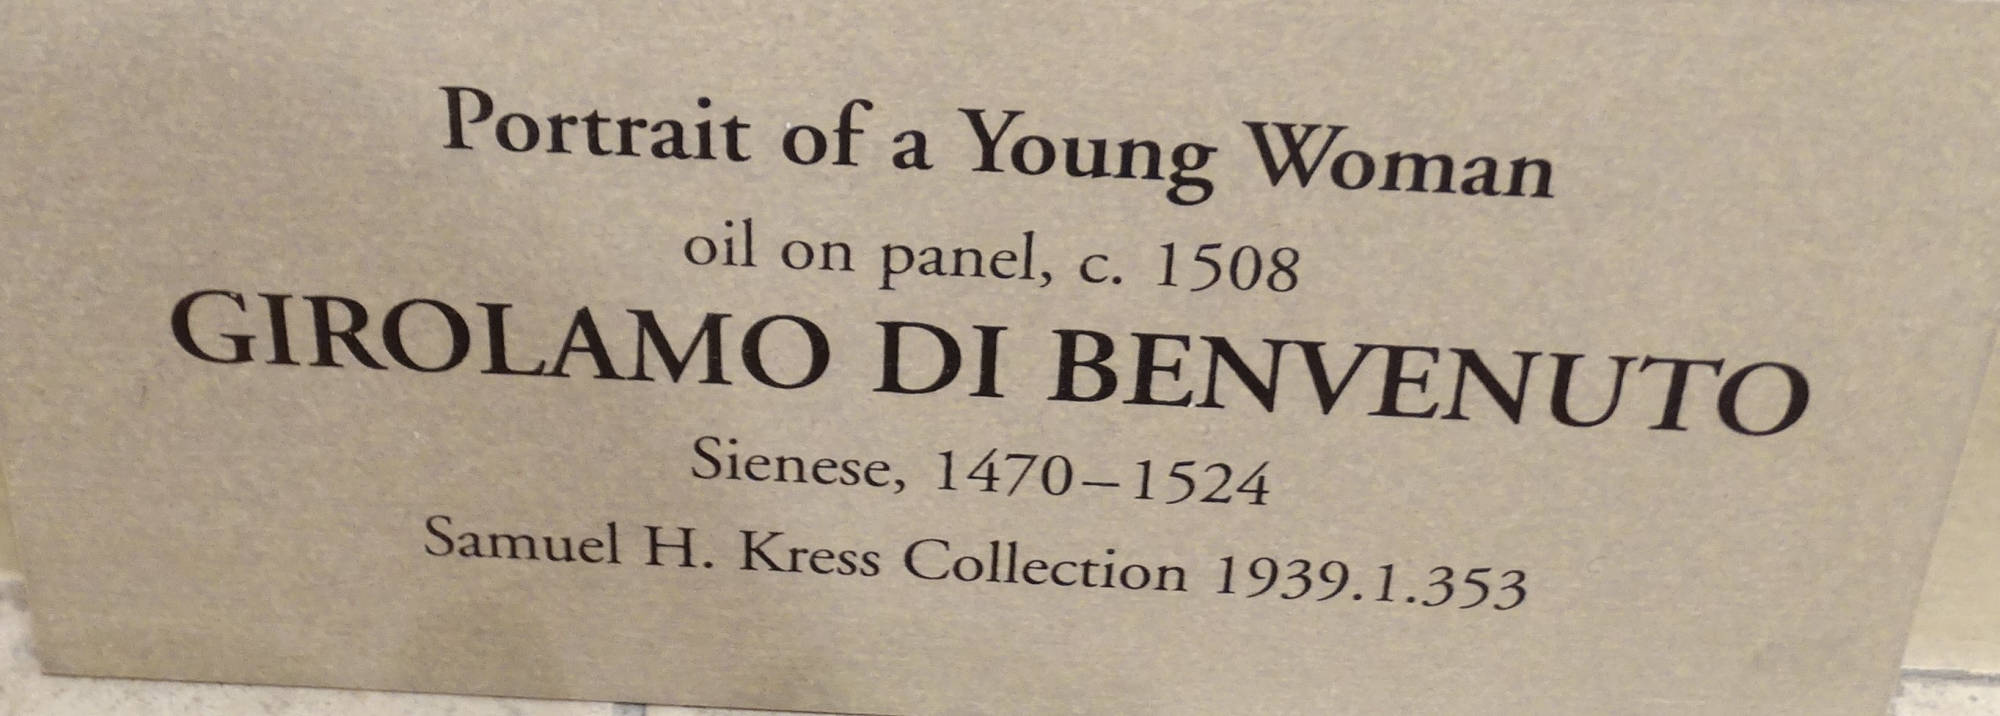 Portrait of a Young Woman
oil on panel, c. 1508
GIROLAMO DI BENVENUTO
Sienese, 1470–1524
Samuel H. Kress Collection 1939.1.353